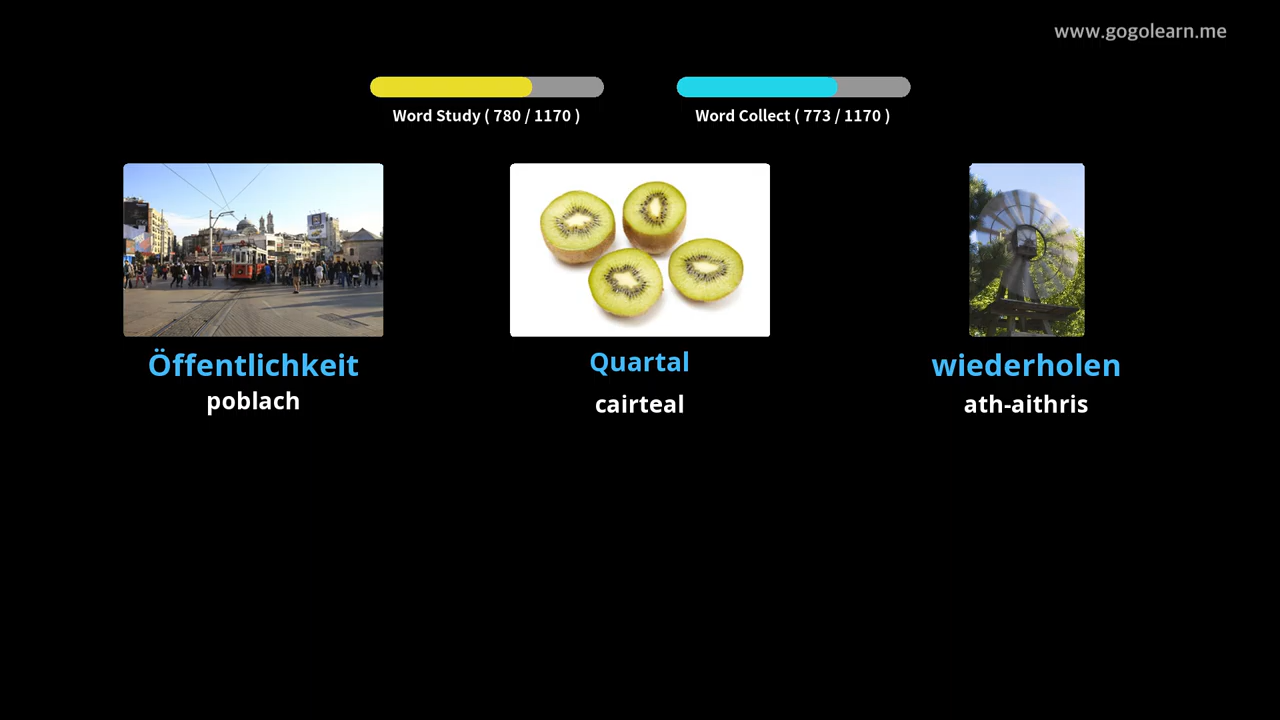 www.gogolearn.me
Word Study ( 780 / 1170 )
Word Collect ( 773 / 1170 )
Öffentlichkeit
poblach
Quartal
cairteal
wiederholen
ath-aithris